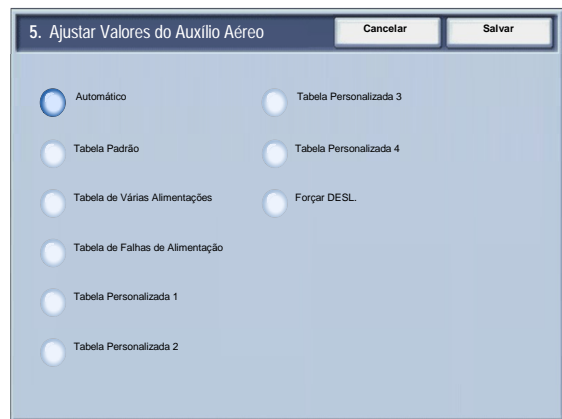 5. Ajustar Valores do Auxílio Aéreo
Cancelar
Salvar
Automático
Tabela Padrão
Tabela de Várias Alimentações
Tabela de Falhas de Alimentação
Tabela Personalizada 1
Tabela Personalizada 2
Tabela Personalizada 3
Tabela Personalizada 4
Forçar DESL.